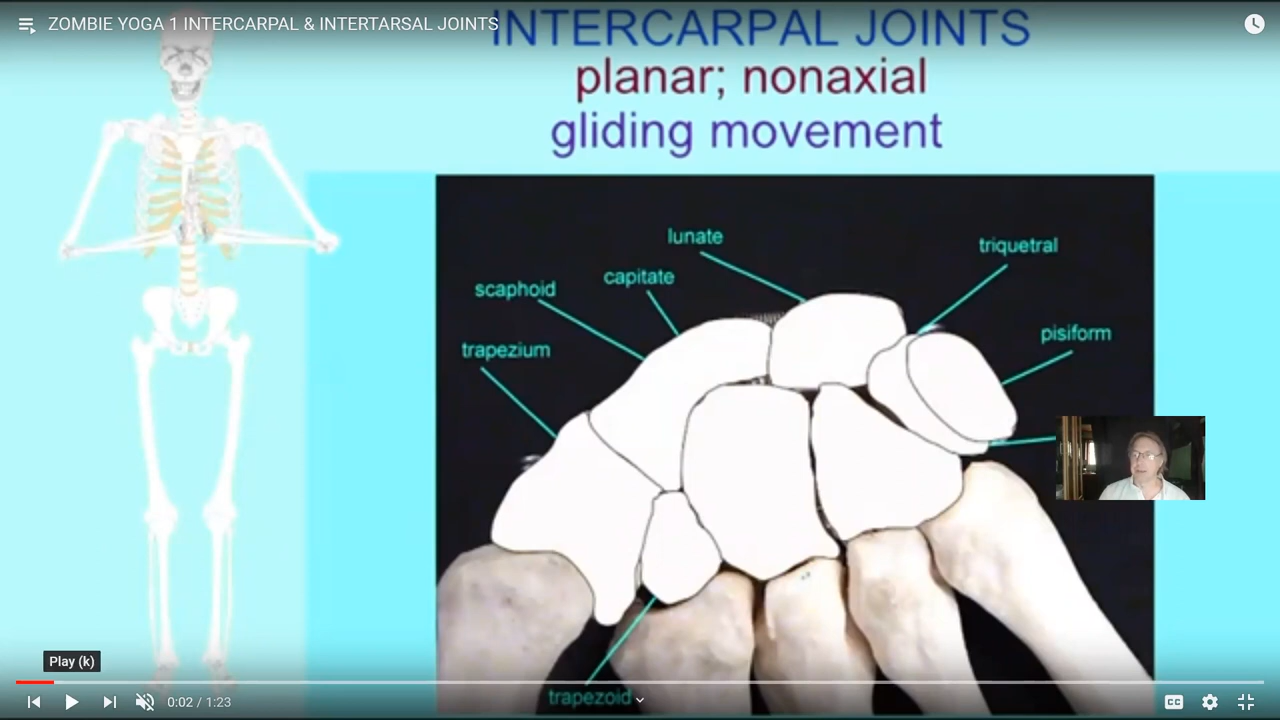 ZOMBIE YOGA 1 INTERCARPAL & INTERTARSAL JOINTS
INTERCARPAL JOINTS
planar; nonaxial
gliding movement
lunate
triquetral
capitate
scaphoid
pisiform
trapezium
trapezoid
Play (k)
0:02 / 1:23
CC